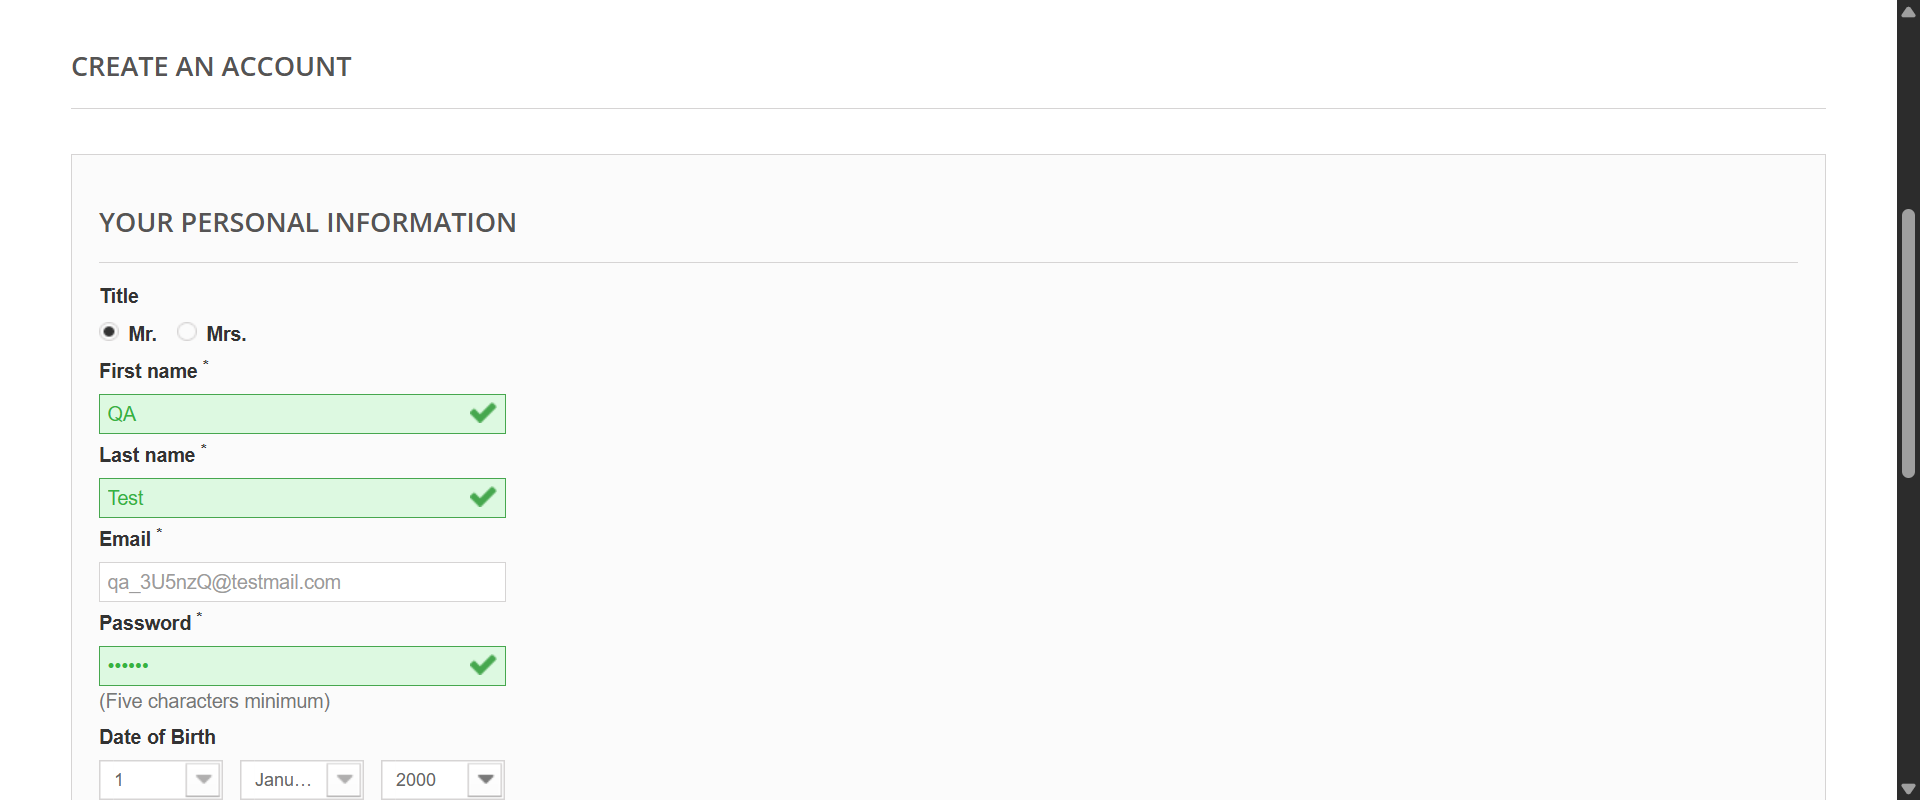 CREATE AN ACCOUNT
YOUR PERSONAL INFORMATION
Title
Mr. Mrs.
First name *
QA
Last name *
Test
Email *
qa_3U5nzQ@testmail.com
Password *
••••••
(Five characters minimum)
Date of Birth
1 Janu... 2000